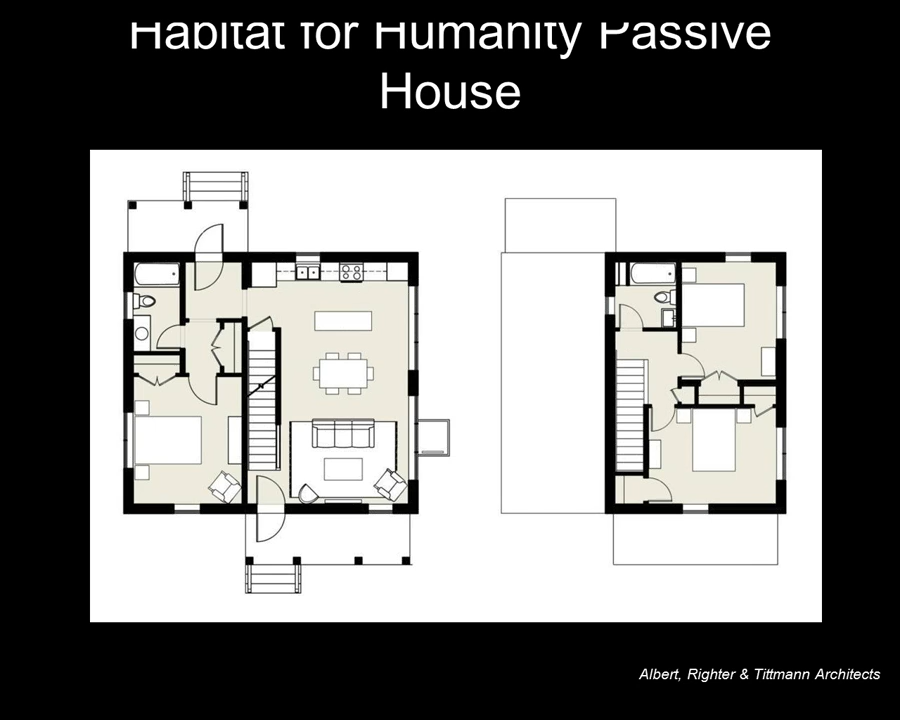 Habitat for Humanity Passive
House
Albert, Righter & Tittmann Architects